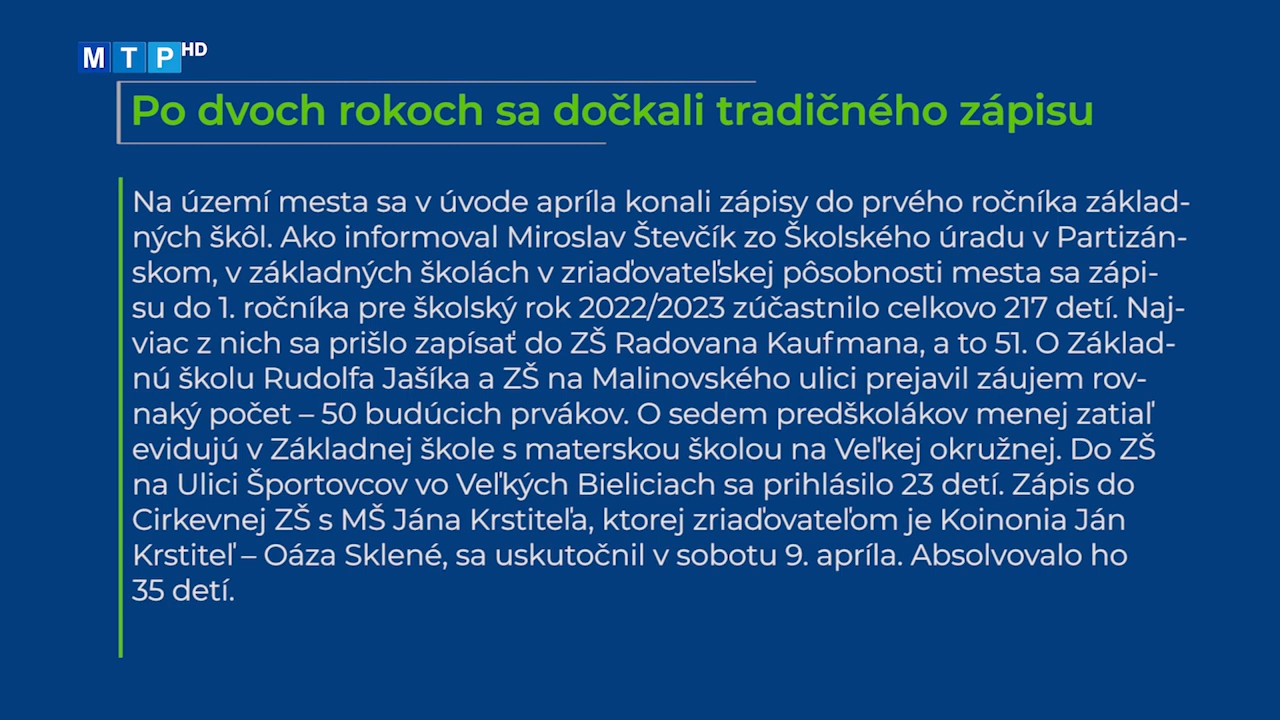 MTP HD
Po dvoch rokoch sa dočkali tradičného zápisu
Na území mesta sa v úvode apríla konali zápisy do prvého ročníka základ-
ných škôl. Ako informoval Miroslav Števčík zo Školského úradu v Partizán-
skom, v základných školách v zriaďovateľskej pôsobnosti mesta sa zápi-
su do 1. ročníka pre školský rok 2022/2023 zúčastnilo celkovo 217 detí. Naj-
viac z nich sa prišlo zapísať do ZŠ Radovana Kaufmana, a to 51. O Základ-
nú školu Rudolfa Jašíka a ZŠ na Malinovského ulici prejavil záujem rov-
naký počet – 50 budúcich prvákov. O sedem predškolákov menej zatiaľ
evidujú v Základnej škole s materskou školou na Veľkej okružnej. Do ZŠ
na Ulici Športovcov vo Veľkých Bieliciach sa prihlásilo 23 detí. Zápis do
Cirkevnej ZŠ s MŠ Jána Krstiteľa, ktorej zriaďovateľom je Koinonia Ján
Krstiteľ – Oáza Sklené, sa uskutočnil v sobotu 9. apríla. Absolvovalo ho
35 detí.